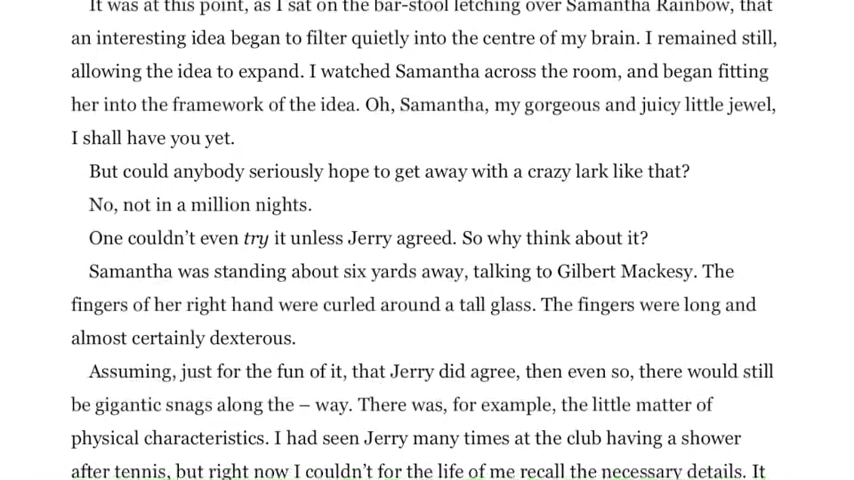 It was at this point, as I sat on the bar-stool letching over Samantha Rainbow, that
an interesting idea began to filter quietly into the centre of my brain. I remained still,
allowing the idea to expand. I watched Samantha across the room, and began fitting
her into the framework of the idea. Oh, Samantha, my gorgeous and juicy little jewel,
I shall have you yet.
But could anybody seriously hope to get away with a crazy lark like that?
No, not in a million nights.
One couldn’t even try it unless Jerry agreed. So why think about it?
Samantha was standing about six yards away, talking to Gilbert Mackesy. The
fingers of her right hand were curled around a tall glass. The fingers were long and
almost certainly dexterous.
Assuming, just for the fun of it, that Jerry did agree, then even so, there would still
be gigantic snags along the – way. There was, for example, the little matter of
physical characteristics. I had seen Jerry many times at the club having a shower
after tennis, but right now I couldn’t for the life of me recall the necessary details. It